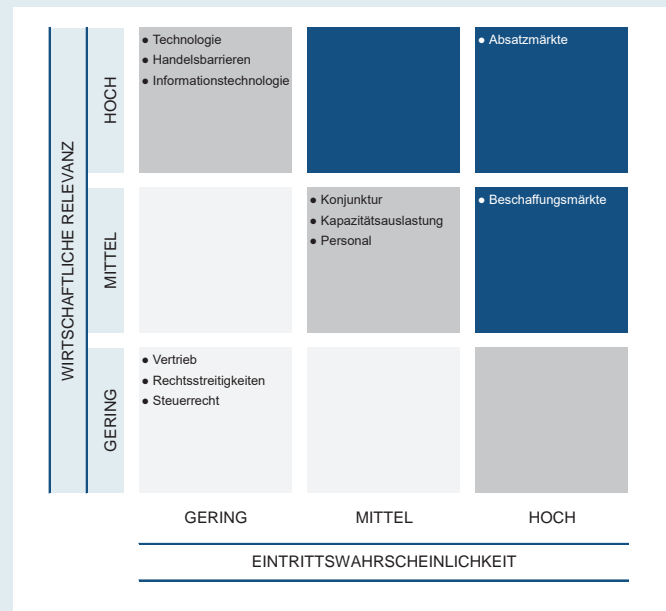 WIRTSCHAFTLICHE RELEVANZ
HOCH
● Technologie
● Handelsbarrieren
● Informationstechnologie
● Absatzmärkte
MITTEL
● Konjunktur
● Kapazitätsauslastung
● Personal
● Beschaffungsmärkte
GERING
● Vertrieb
● Rechtsstreitigkeiten
● Steuerrecht
GERING
MITTEL
HOCH
EINTRITTSWAHRSCHEINLICHKEIT